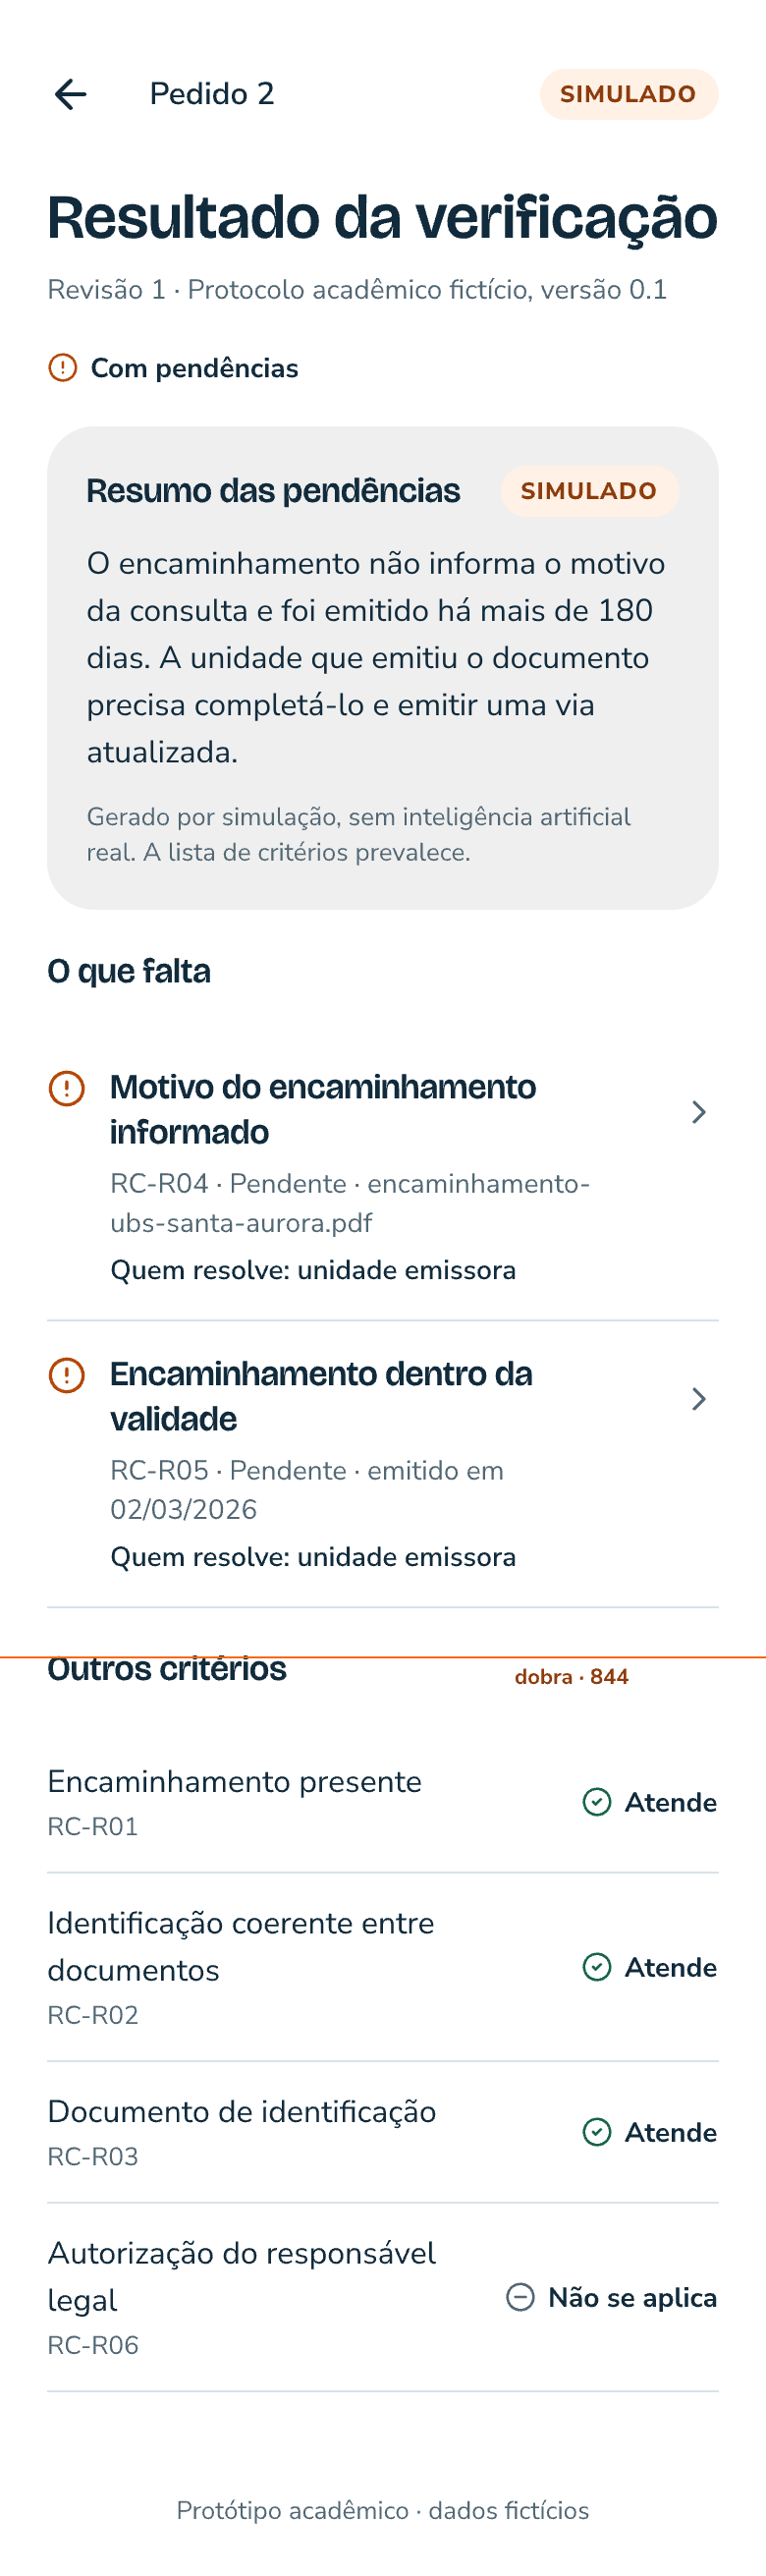 Pedido 2
SIMULADO
Resultado da verificação
Revisão 1 · Protocolo acadêmico fictício, versão 0.1
Com pendências
Resumo das pendências
SIMULADO
O encaminhamento não informa o motivo
da consulta e foi emitido há mais de 180
dias. A unidade que emitiu o documento
precisa completá-lo e emitir uma via
atualizada.
Gerado por simulação, sem inteligência artificial
real. A lista de critérios prevalece.
O que falta
Motivo do encaminhamento
informado
RC-R04 · Pendente · encaminhamento-
ubs-santa-aurora.pdf
Quem resolve: unidade emissora
Encaminhamento dentro da
validade
RC-R05 · Pendente · emitido em
02/03/2026
Quem resolve: unidade emissora
Outros critérios
dobra · 844
Encaminhamento presente
RC-R01
Atende
Identificação coerente entre
documentos
RC-R02
Atende
Documento de identificação
RC-R03
Atende
Autorização do responsável
legal
RC-R06
Não se aplica
Protótipo acadêmico · dados fictícios